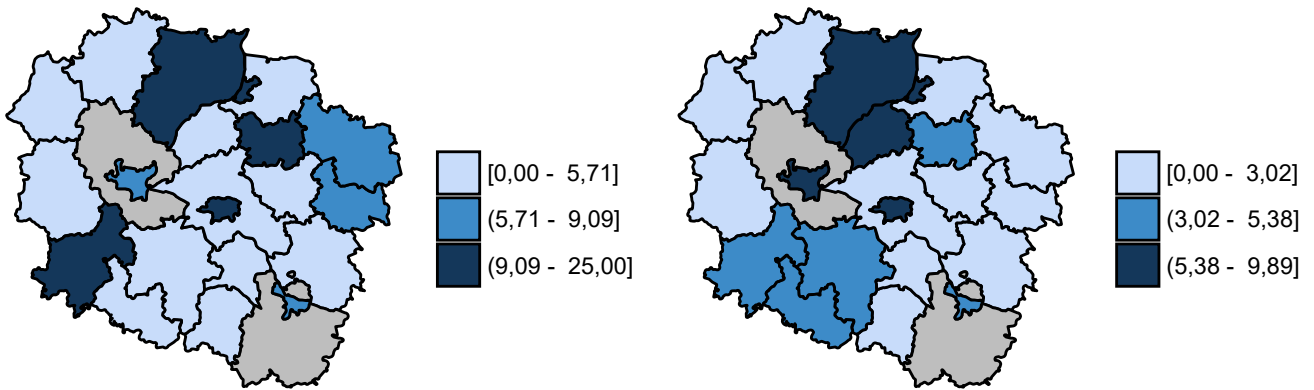 [0,00 - 5,71]
(5,71 - 9,09]
(9,09 - 25,00]
[0,00 - 3,02]
(3,02 - 5,38]
(5,38 - 9,89]